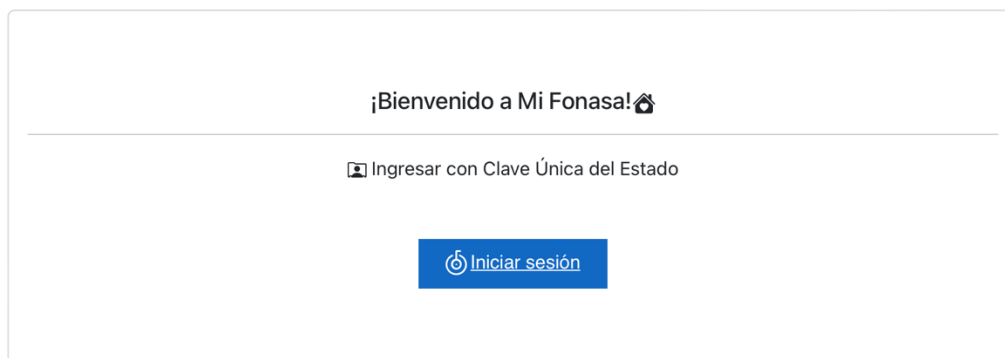 ¡Bienvenido a Mi Fonasa!
Ingresar con Clave Única del Estado
Iniciar sesión